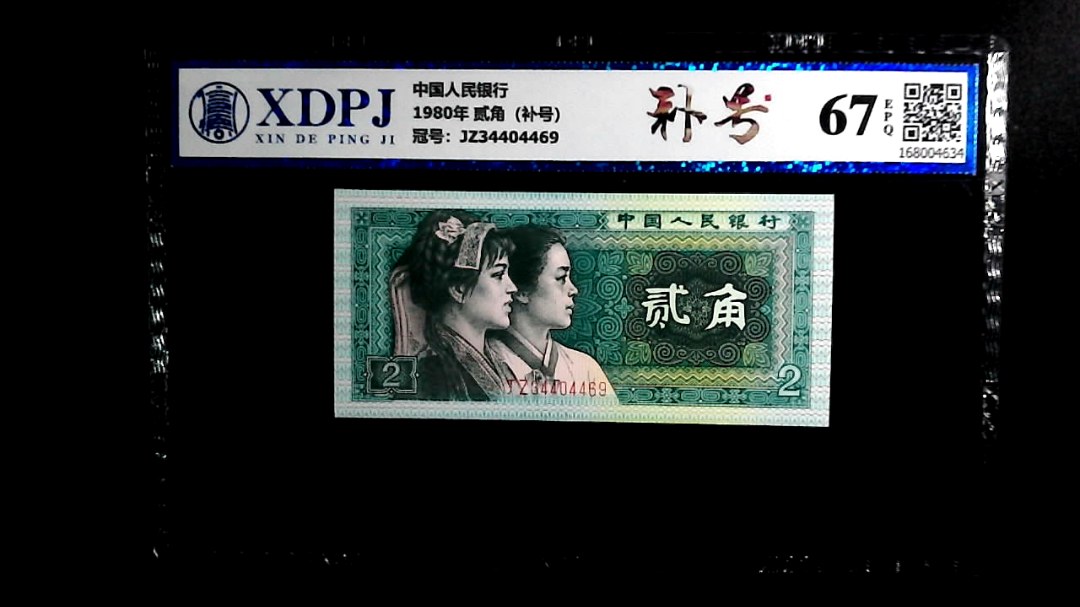 XDPJ
XIN DE PING JI
中国人民银行
1980年 贰角（补号）
冠号：JZ34404469
补号
67
EPQ
168004634
中国人民银行
贰角
2
2
JZ34404469